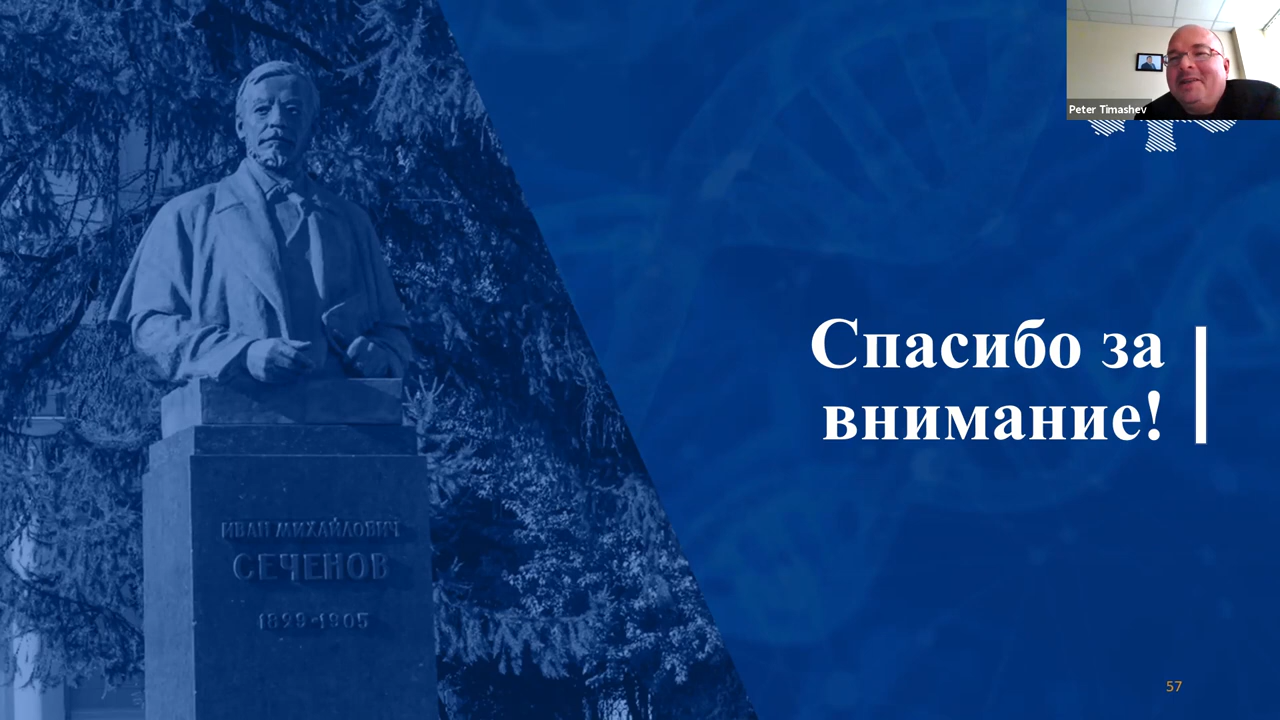 Peter Timashev
Спасибо за
внимание!
ИВАН МИХАЙЛОВИЧ
СЕЧЕНОВ
1829-1905
57